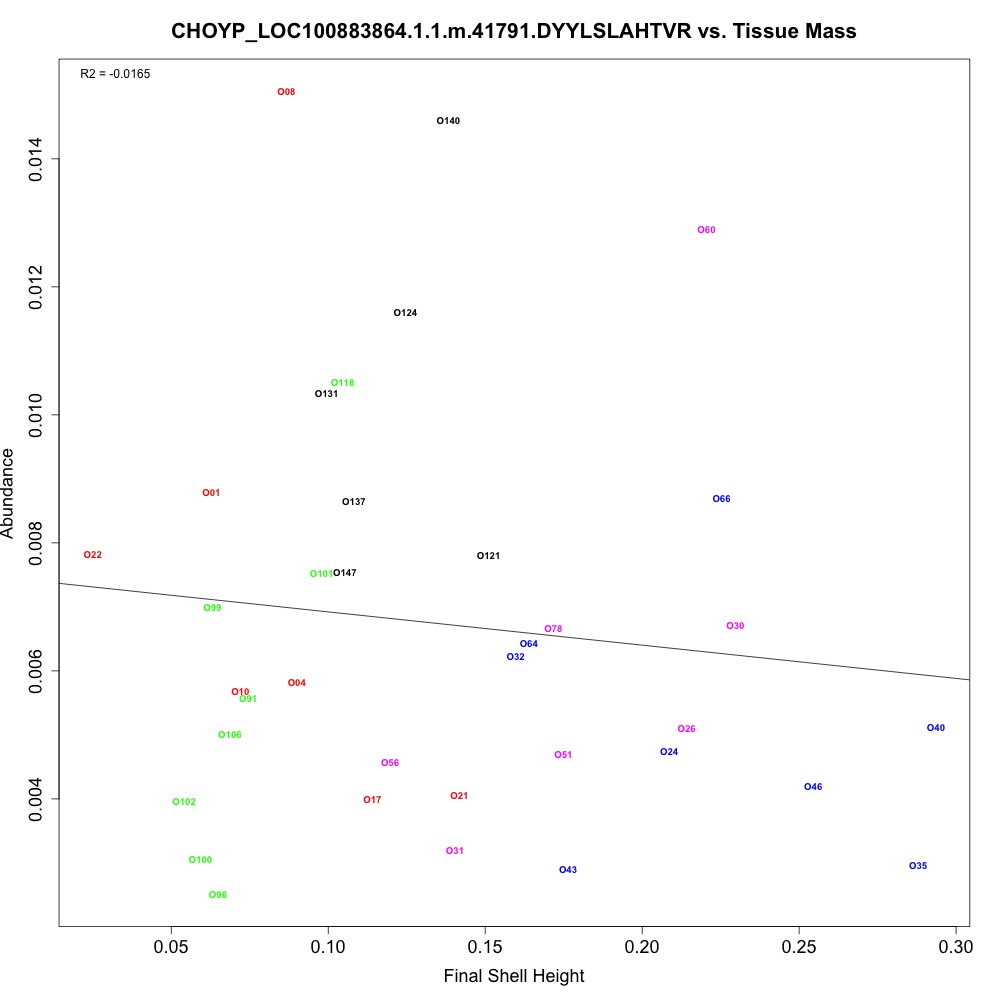 CHOYP_LOC100883864.1.1.m.41791.DYYLSLAHTVR vs. Tissue Mass
R2 = -0.0165
O08
O140
O60
O124
O118
O131
O01
O66
O137
O22
O121
O101
O147
O99
O30
O78
O64
O32
O04
O10
O91
O40
O106
O26
O24
O51
O56
O46
O21
O17
O102
O31
O100
O35
O43
O96
0.014
0.012
0.010
0.008
0.006
0.004
Abundance
0.05 0.10 0.15 0.20 0.25 0.30
Final Shell Height